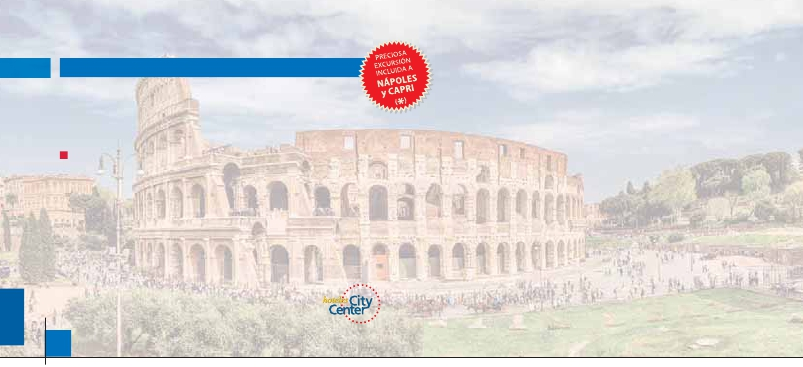 PRECIOSA
EXCURSIÓN
INCLUIDA A
NÁPOLES
y CAPRI
(*)
hoteles City
Center